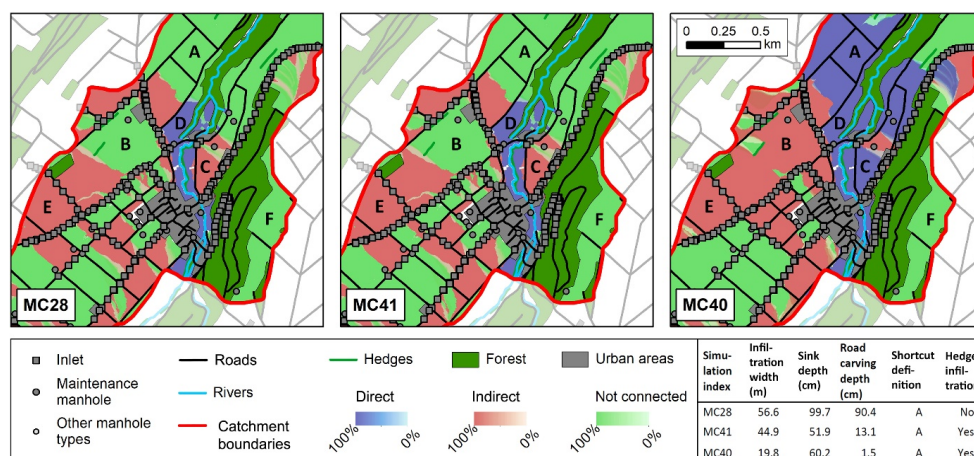 A
B
C
D
E
F
MC28
A
B
C
D
E
F
MC41
0 0.25 0.5
km
A
B
C
D
E
F
MC40
Inlet
Maintenance
manhole
Other manhole
types
Roads
Rivers
Catchment
boundaries
Hedges
Forest
Urban areas
Direct
100% 0%
Indirect
100% 0%
Not connected
100% 0%
Simu-
lation
index
Infil-
tration
width
(m)
Sink
depth
(cm)
Road
carving
depth
(cm)
Shortcut
defi-
nition
Hedge
infil-
tratio
MC28 56.6 99.7 90.4 A No
MC41 44.9 51.9 13.1 A Yes
MC40 19.8 60.2 1.5 A Yes